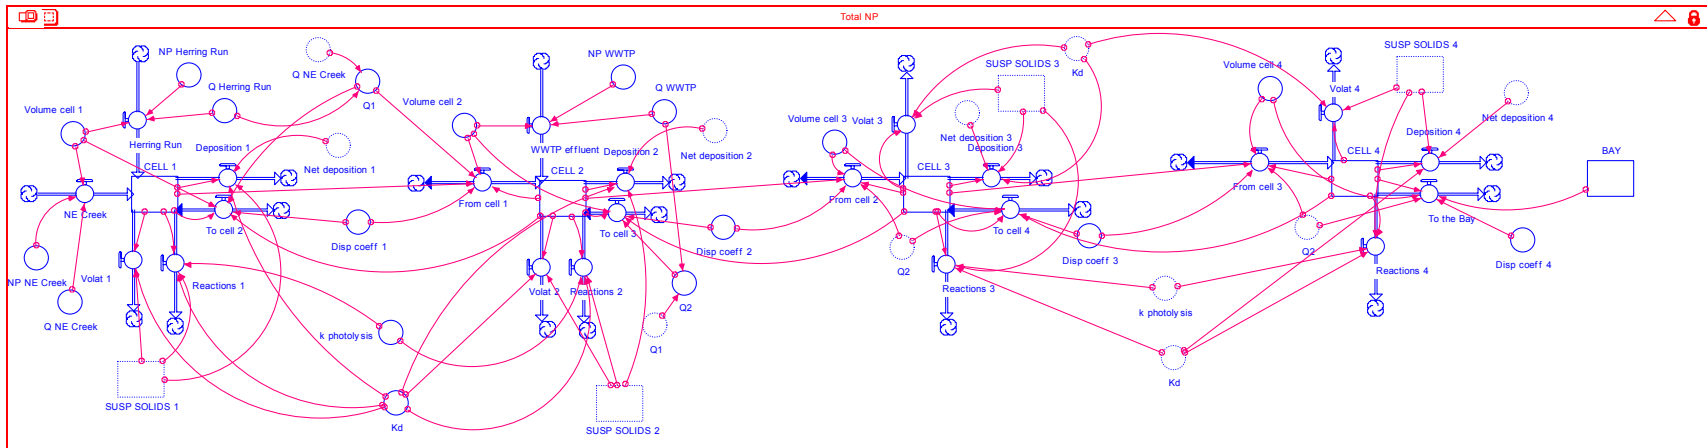 Total NP
NP Herring Run
Q NE Creek
Q Herring Run
Q1
Volume cell 1
Herring Run
Deposition 1
Net deposition 1
CELL 1
NE Creek
To cell 2
Disp coeff 1
NP NE Creek
Q NE Creek
Volat 1
Reactions 1
k photolysis
SUSP SOLIDS 1
Kd
NP WWTP
Q WWTP
Volume cell 2
WWTP effluent
Deposition 2
Net deposition 2
CELL 2
From cell 1
To cell 3
Disp coeff 2
Volat 2
Reactions 2
Q2
Q1
SUSP SOLIDS 2
Kd
SUSP SOLIDS 3
Volume cell 3
Volat 3
Net deposition 3
Deposition 3
CELL 3
From cell 2
To cell 4
Q2
Disp coeff 3
Reactions 3
k photolysis
Kd
SUSP SOLIDS 4
Volume cell 4
Volat 4
Net deposition 4
Deposition 4
CELL 4
BAY
From cell 3
To the Bay
Q2
Disp coeff 4
Reactions 4